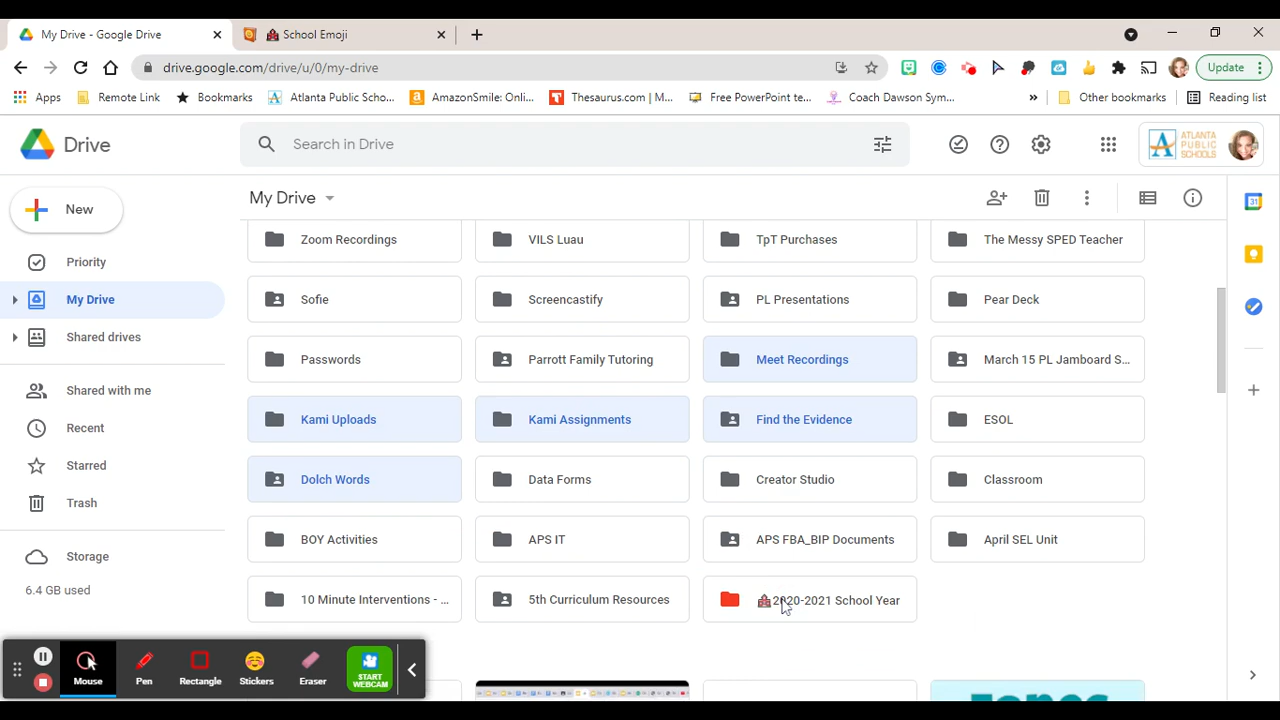 My Drive - Google Drive
School Emoji
drive.google.com/drive/u/0/my-drive
Update
Apps
Remote Link
Bookmarks
Atlanta Public Scho...
AmazonSmile: Onli...
Thesaurus.com | M...
Free PowerPoint te...
Coach Dawson Sym...
»
Other bookmarks
Reading list
Drive
Search in Drive
ATLANTA
PUBLIC
SCHOOLS
New
My Drive
Priority
My Drive
Shared drives
Shared with me
Recent
Starred
Trash
Storage
6.4 GB used
Zoom Recordings
VILS Luau
TpT Purchases
The Messy SPED Teacher
Sofie
Screencastify
PL Presentations
Pear Deck
Passwords
Parrott Family Tutoring
Meet Recordings
March 15 PL Jamboard S...
Kami Uploads
Kami Assignments
Find the Evidence
ESOL
Dolch Words
Data Forms
Creator Studio
Classroom
BOY Activities
APS IT
APS FBA_BIP Documents
April SEL Unit
10 Minute Interventions - ...
5th Curriculum Resources
🏫2020-2021 School Year
31
Mouse
Pen
Rectangle
Stickers
Eraser
START
WEBCAM